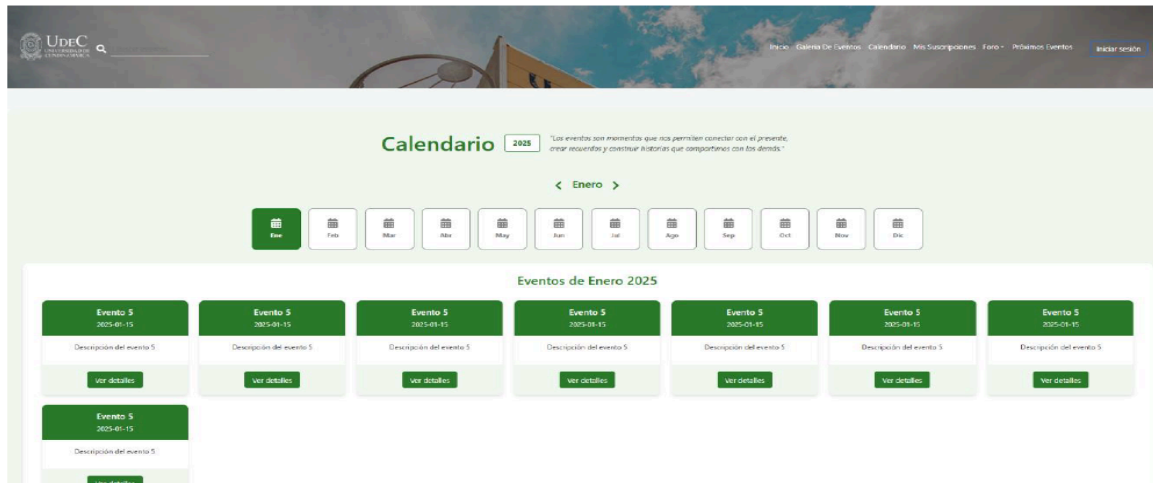 UDEC
UNIVERSIDAD DE
CUNDINAMARCA
Inicio Galeria De Eventos Calendario Mis Suscripciones Foro Próximos Eventos Iniciar sesión
Calendario 2025
"Los eventos son momentos que nos permiten conectar con el presente,
crear recuerdos y construir historias que compartimos con los demás."
< Enero >
Ene Feb Mar Abr May Jun Jul Ago Sep Oct Nov Dic
Eventos de Enero 2025
Evento 5 Evento 5 Evento 5 Evento 5 Evento 5 Evento 5 Evento 5
2025-01-15 2025-01-15 2025-01-15 2025-01-15 2025-01-15 2025-01-15 2025-01-15
Descripción del evento 5 Descripción del evento 5 Descripción del evento 5 Descripción del evento 5 Descripción del evento 5 Descripción del evento 5 Descripción del evento 5
Ver detalles Ver detalles Ver detalles Ver detalles Ver detalles Ver detalles Ver detalles
Evento 5
2025-01-15
Descripción del evento 5
Ver detalles